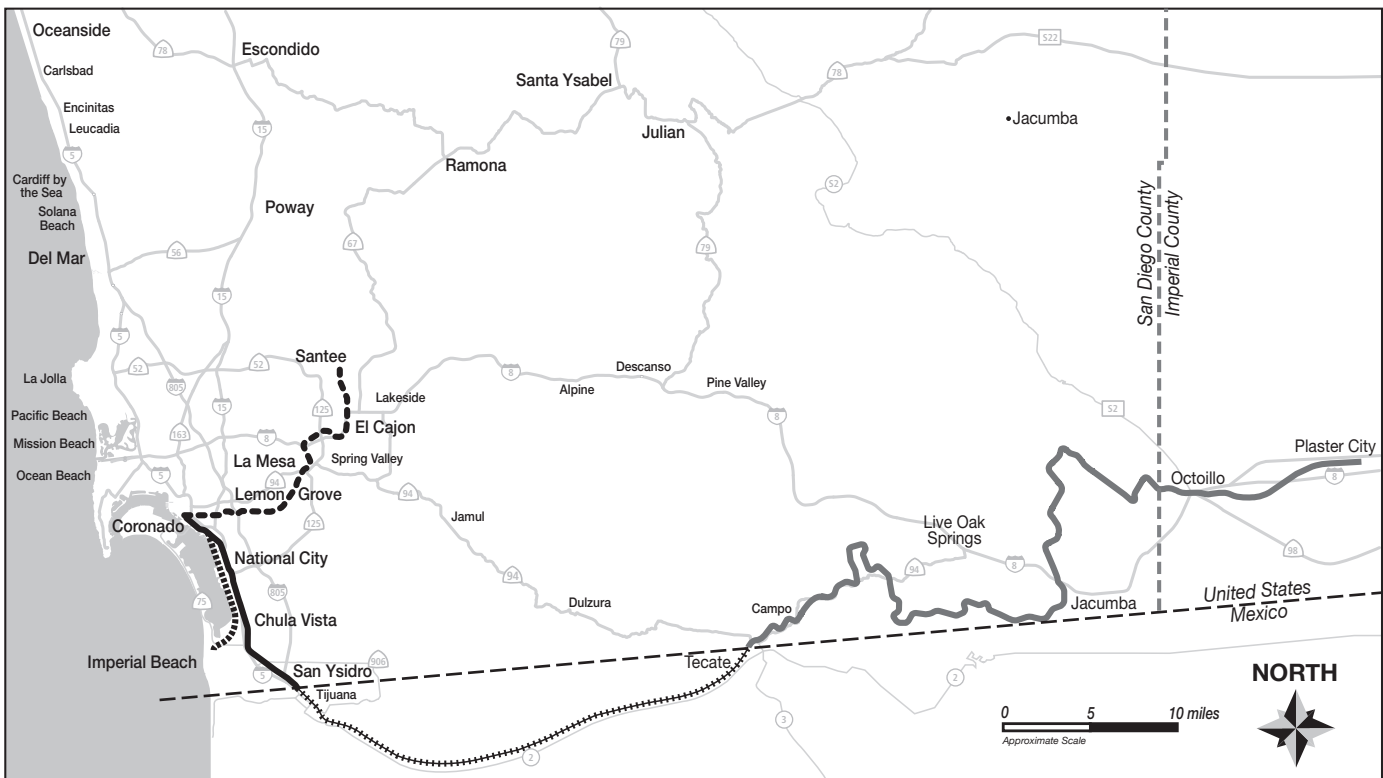 Oceanside
Carlsbad
Encinitas
Leucadia
5
Cardiff by
the Sea
Solana
Beach
Del Mar
La Jolla
Pacific Beach
Mission Beach
Ocean Beach
78
Escondido
15
Poway
56
15
5
52
805
15
163
8
5
52
Santee
125
67
Lakeside
El Cajon
La Mesa
Spring Valley
94
Lemon Grove
125
94
Coronado
National City
805
75
Chula Vista
Imperial Beach
San Ysidro
906
5
Tijuana
Ramona
Santa Ysabel
79
Julian
78
S22
•Jacumba
S2
79
8
Alpine
Descanso
Pine Valley
8
Jamul
94
Dulzura
Campo
Tecate
2
3
2
94
Live Oak
Springs
8
Jacumba
S2
San Diego County
Imperial County
Octoillo
Plaster City
8
98
United States
Mexico
NORTH
0 5 10 miles
Approximate Scale